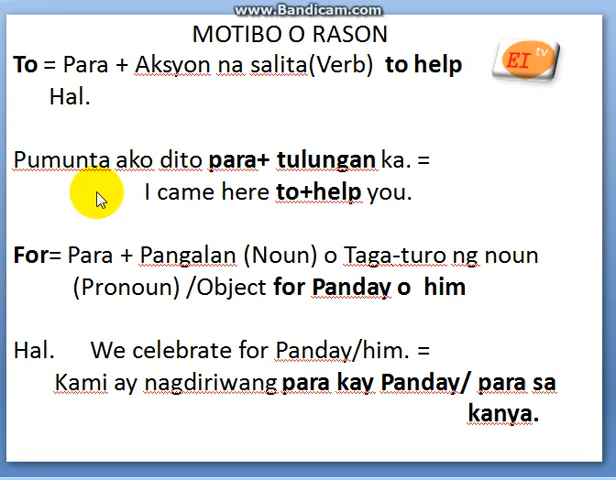 www.Bandicam.com
MOTIBO O RASON
To = Para + Aksyon na salita(Verb) to help
EI tv
Hal.
Pumunta ako dito para+ tulungan ka. =
I came here to+help you.
For= Para + Pangalan (Noun) o Taga-turo ng noun
(Pronoun) /Object for Panday o him
Hal. We celebrate for Panday/him. =
Kami ay nagdiriwang para kay Panday/ para sa
kanya.